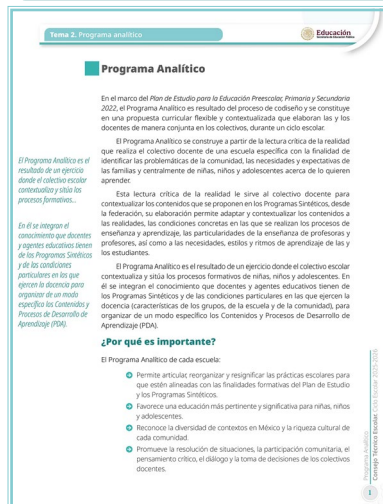 Tema 2. Programa analítico
Educación
Secretaría de Educación Pública
Programa Analítico
En el marco del Plan de Estudio para la Educación Preescolar, Primaria y Secundaria
2022, el Programa Analítico es resultado del proceso de codiseño y se constituye
en una propuesta curricular flexible y contextualizada que elaboran las y los
docentes de manera conjunta en los colectivos, durante un ciclo escolar.
El Programa Analítico se construye a partir de la lectura crítica de la realidad
que realiza el colectivo docente de una escuela específica con la finalidad de
identificar las problemáticas de la comunidad, las necesidades y expectativas de
las familias y centralmente de niñas, niños y adolescentes acerca de lo que quieren
aprender.
Esta lectura crítica de la realidad le sirve al colectivo docente para
contextualizar los contenidos que se proponen en los Programas Sintéticos, desde
la federación, su elaboración permite adaptar y contextualizar los contenidos a
las realidades, las condiciones concretas en las que se realizan los procesos de
enseñanza y aprendizaje, las particularidades de la enseñanza de profesoras y
profesores, así como a las necesidades, estilos y ritmos de aprendizaje de las y
los estudiantes.
El Programa Analítico es el resultado de un ejercicio donde el colectivo escolar
contextualiza y sitúa los procesos formativos de niñas, niños y adolescentes. En
él se integran el conocimiento que docentes y agentes educativos tienen de
los Programas Sintéticos y de las condiciones particulares en las que ejercen la
docencia (características de los grupos, de la escuela y de la comunidad), para
organizar de un modo específico los Contenidos y Procesos de Desarrollo de
Aprendizaje (PDA).
El Programa Analítico es el
resultado de un ejercicio
donde el colectivo escolar
contextualiza y sitúa los
procesos formativos...
En él se integran el
conocimiento que docentes
y agentes educativos tienen
de los Programas Sintéticos
y de las condiciones
particulares en las que
ejercen la docencia para
organizar de un modo
específico los Contenidos y
Procesos de Desarrollo de
Aprendizaje (PDA).
¿Por qué es importante?
El Programa Analítico de cada escuela:
Permite articular, reorganizar y resignificar las prácticas escolares para
que estén alineadas con las finalidades formativas del Plan de Estudio
y los Programas Sintéticos.
Favorece una educación más pertinente y significativa para niñas, niños
y adolescentes.
Reconoce la diversidad de contextos en México y la riqueza cultural de
cada comunidad.
Promueve la resolución de situaciones, la participación comunitaria, el
pensamiento crítico, el diálogo y la toma de decisiones de los colectivos
docentes.
Programa Analítico
Consejo Técnico Escolar. Ciclo Escolar 2025-2026